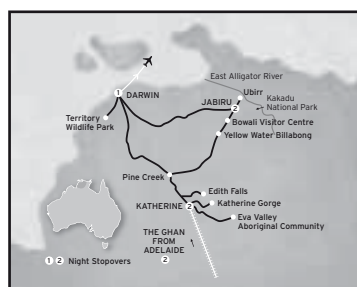 East Alligator River
Ubirr
1
DARWIN
JABIRU 2
Kakadu
National Park
Territory
Wildlife Park
Bowali Visitor Centre
Yellow Water Billabong
Pine Creek
Edith Falls
KATHERINE 2
Katherine Gorge
Eva Valley
Aboriginal Community
THE GHAN
FROM
ADELAIDE
2
1 2 Night Stopovers